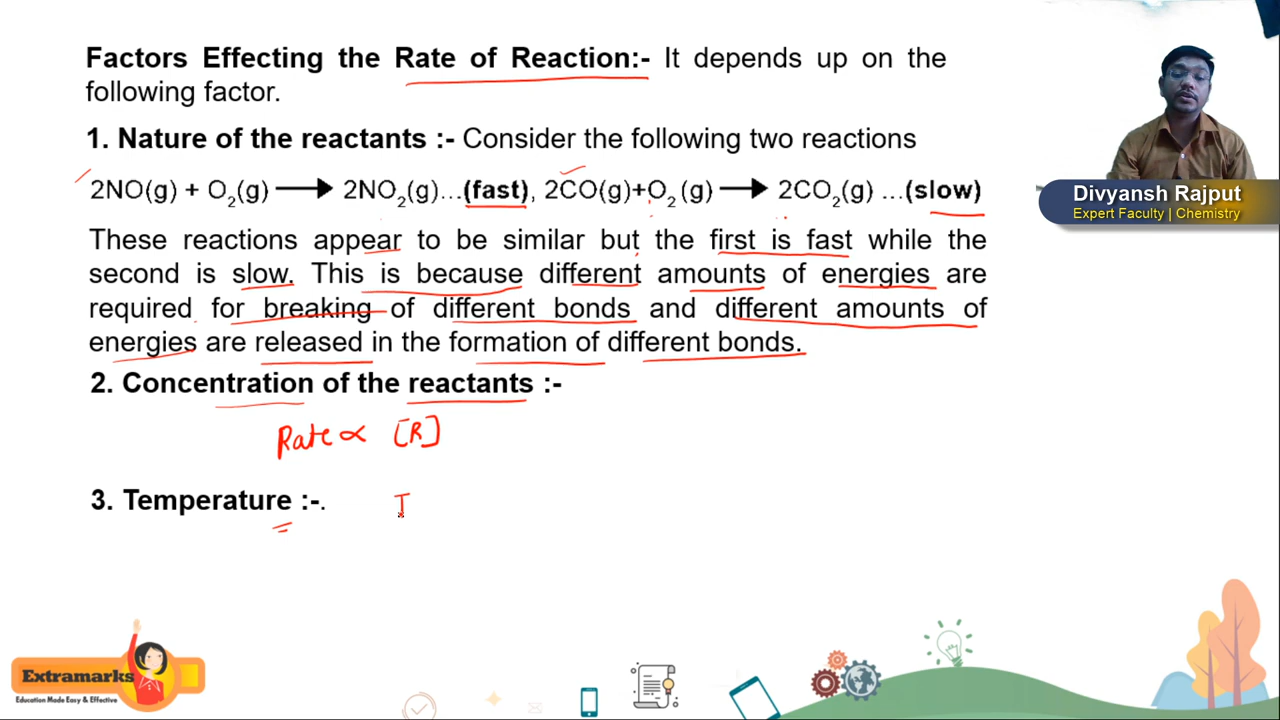 Factors Effecting the Rate of Reaction:- It depends up on the
following factor.
1. Nature of the reactants :- Consider the following two reactions
2NO(g) + O₂(g) ⟶ 2NO₂(g)...(fast), 2CO(g)+O₂ (g) ⟶ 2CO₂(g) ...(slow)
These reactions appear to be similar but the first is fast while the
second is slow. This is because different amounts of energies are
required for breaking of different bonds and different amounts of
energies are released in the formation of different bonds.
2. Concentration of the reactants :-
Rate ∝ [R]
3. Temperature :-. T
Divyansh Rajput
Expert Faculty | Chemistry
Extramarks
Education Made Easy & Effective